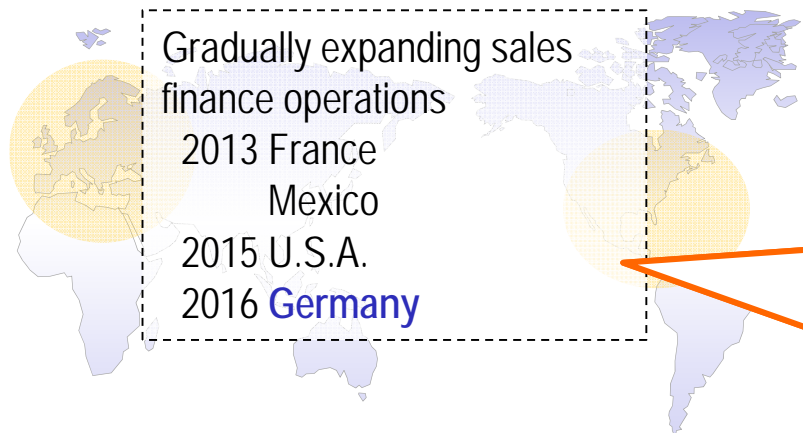 Gradually expanding sales
finance operations
2013 France
Mexico
2015 U.S.A.
2016 Germany